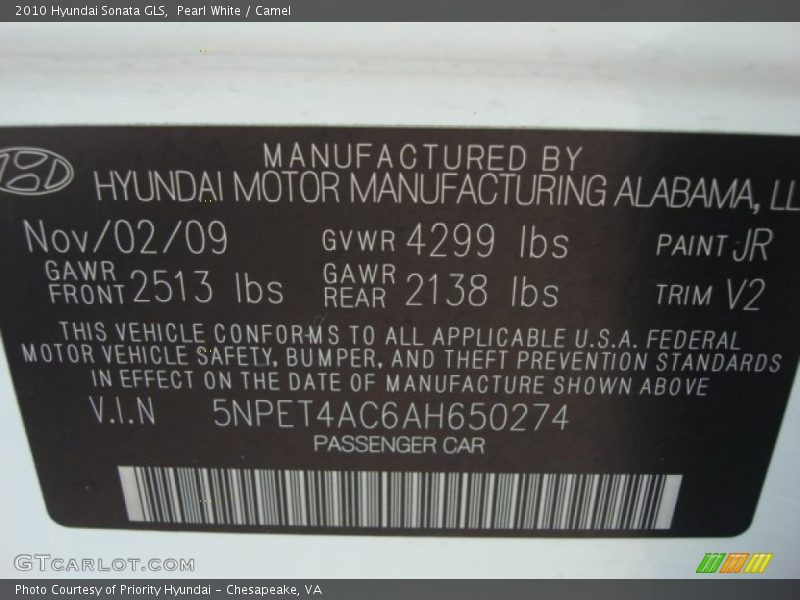 2010 Hyundai Sonata GLS, Pearl White / Camel
MANUFACTURED BY
HYUNDAI MOTOR MANUFACTURING ALABAMA, LL
Nov/02/09 GVWR 4299 lbs PAINT JR
GAWR FRONT 2513 lbs GAWR REAR 2138 lbs TRIM V2
THIS VEHICLE CONFORMS TO ALL APPLICABLE U.S.A. FEDERAL
MOTOR VEHICLE SAFETY, BUMPER, AND THEFT PREVENTION STANDARDS
IN EFFECT ON THE DATE OF MANUFACTURE SHOWN ABOVE
V.I.N 5NPET4AC6AH650274
PASSENGER CAR
GTCARLOT.COM
Photo Courtesy of Priority Hyundai - Chesapeake, VA